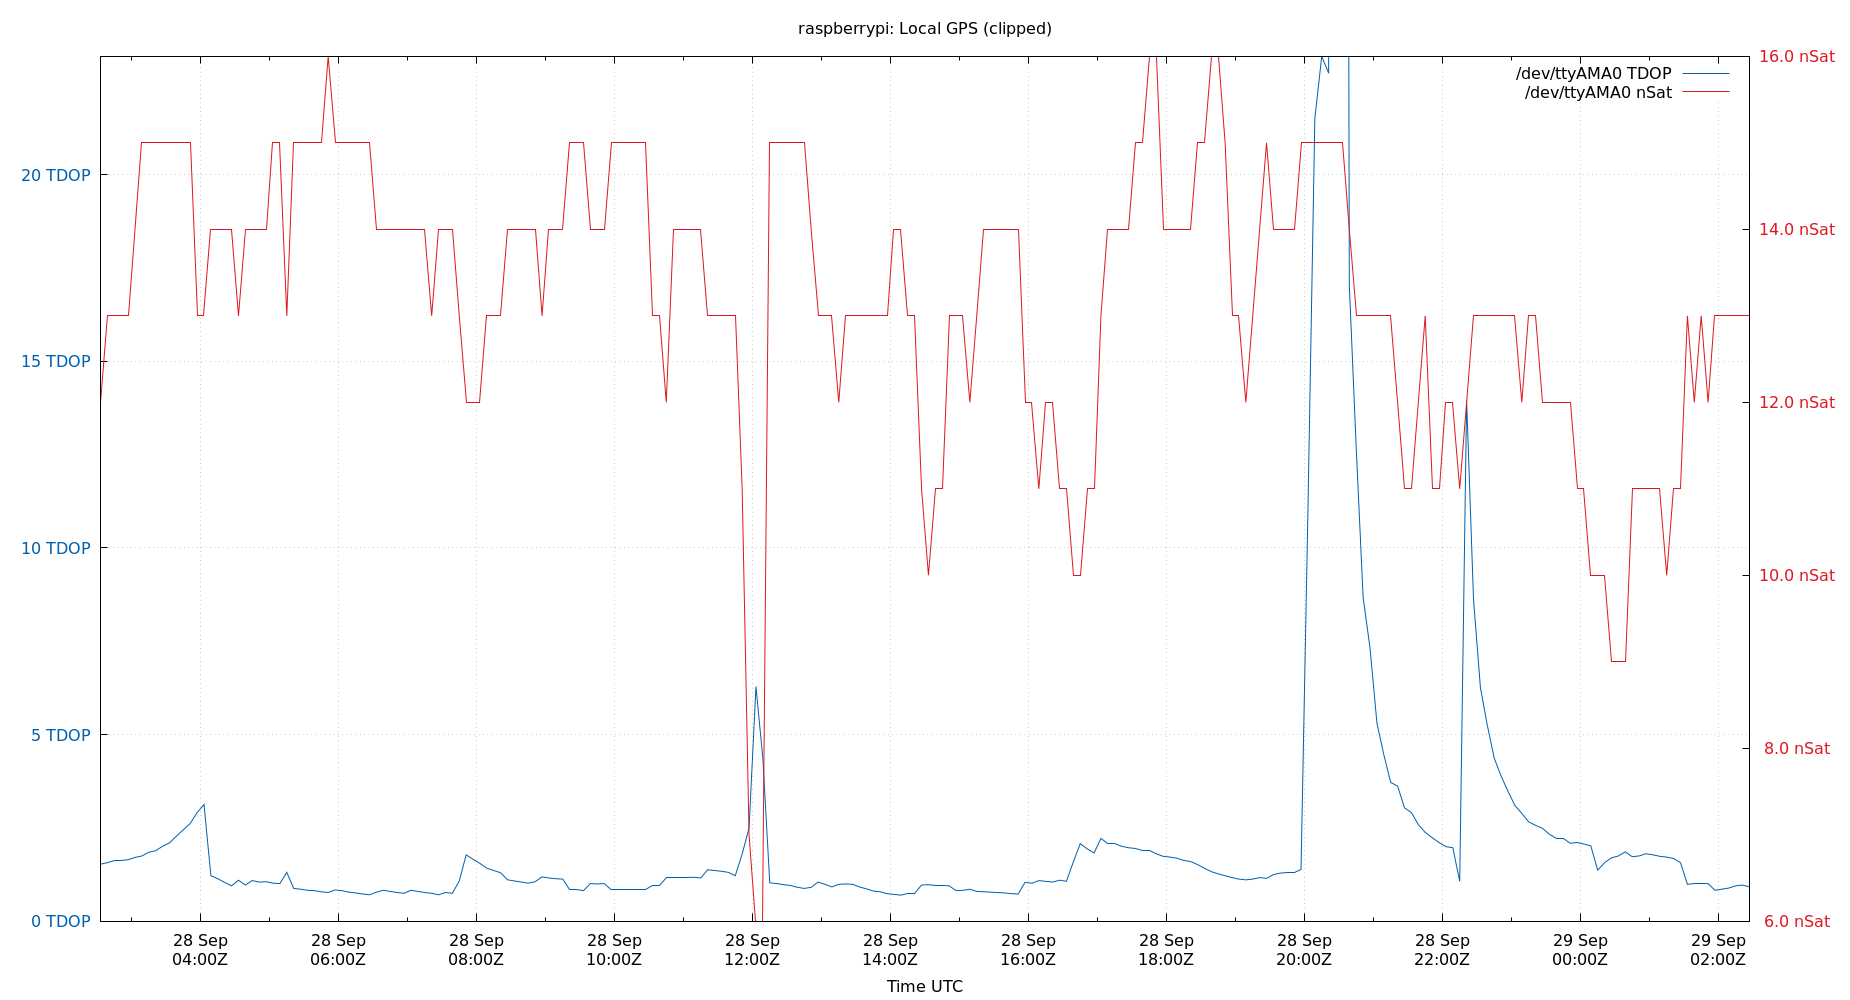 raspberrypi: Local GPS (clipped)
16.0 nSat
/dev/ttyAMA0 TDOP
/dev/ttyAMA0 nSat
20 TDOP
14.0 nSat
15 TDOP
12.0 nSat
10 TDOP
10.0 nSat
5 TDOP
8.0 nSat
0 TDOP
6.0 nSat
28 Sep 28 Sep 28 Sep 28 Sep 28 Sep 28 Sep 28 Sep 28 Sep 28 Sep 28 Sep 29 Sep 29 Sep
04:00Z 06:00Z 08:00Z 10:00Z 12:00Z 14:00Z 16:00Z 18:00Z 20:00Z 22:00Z 00:00Z 02:00Z
Time UTC